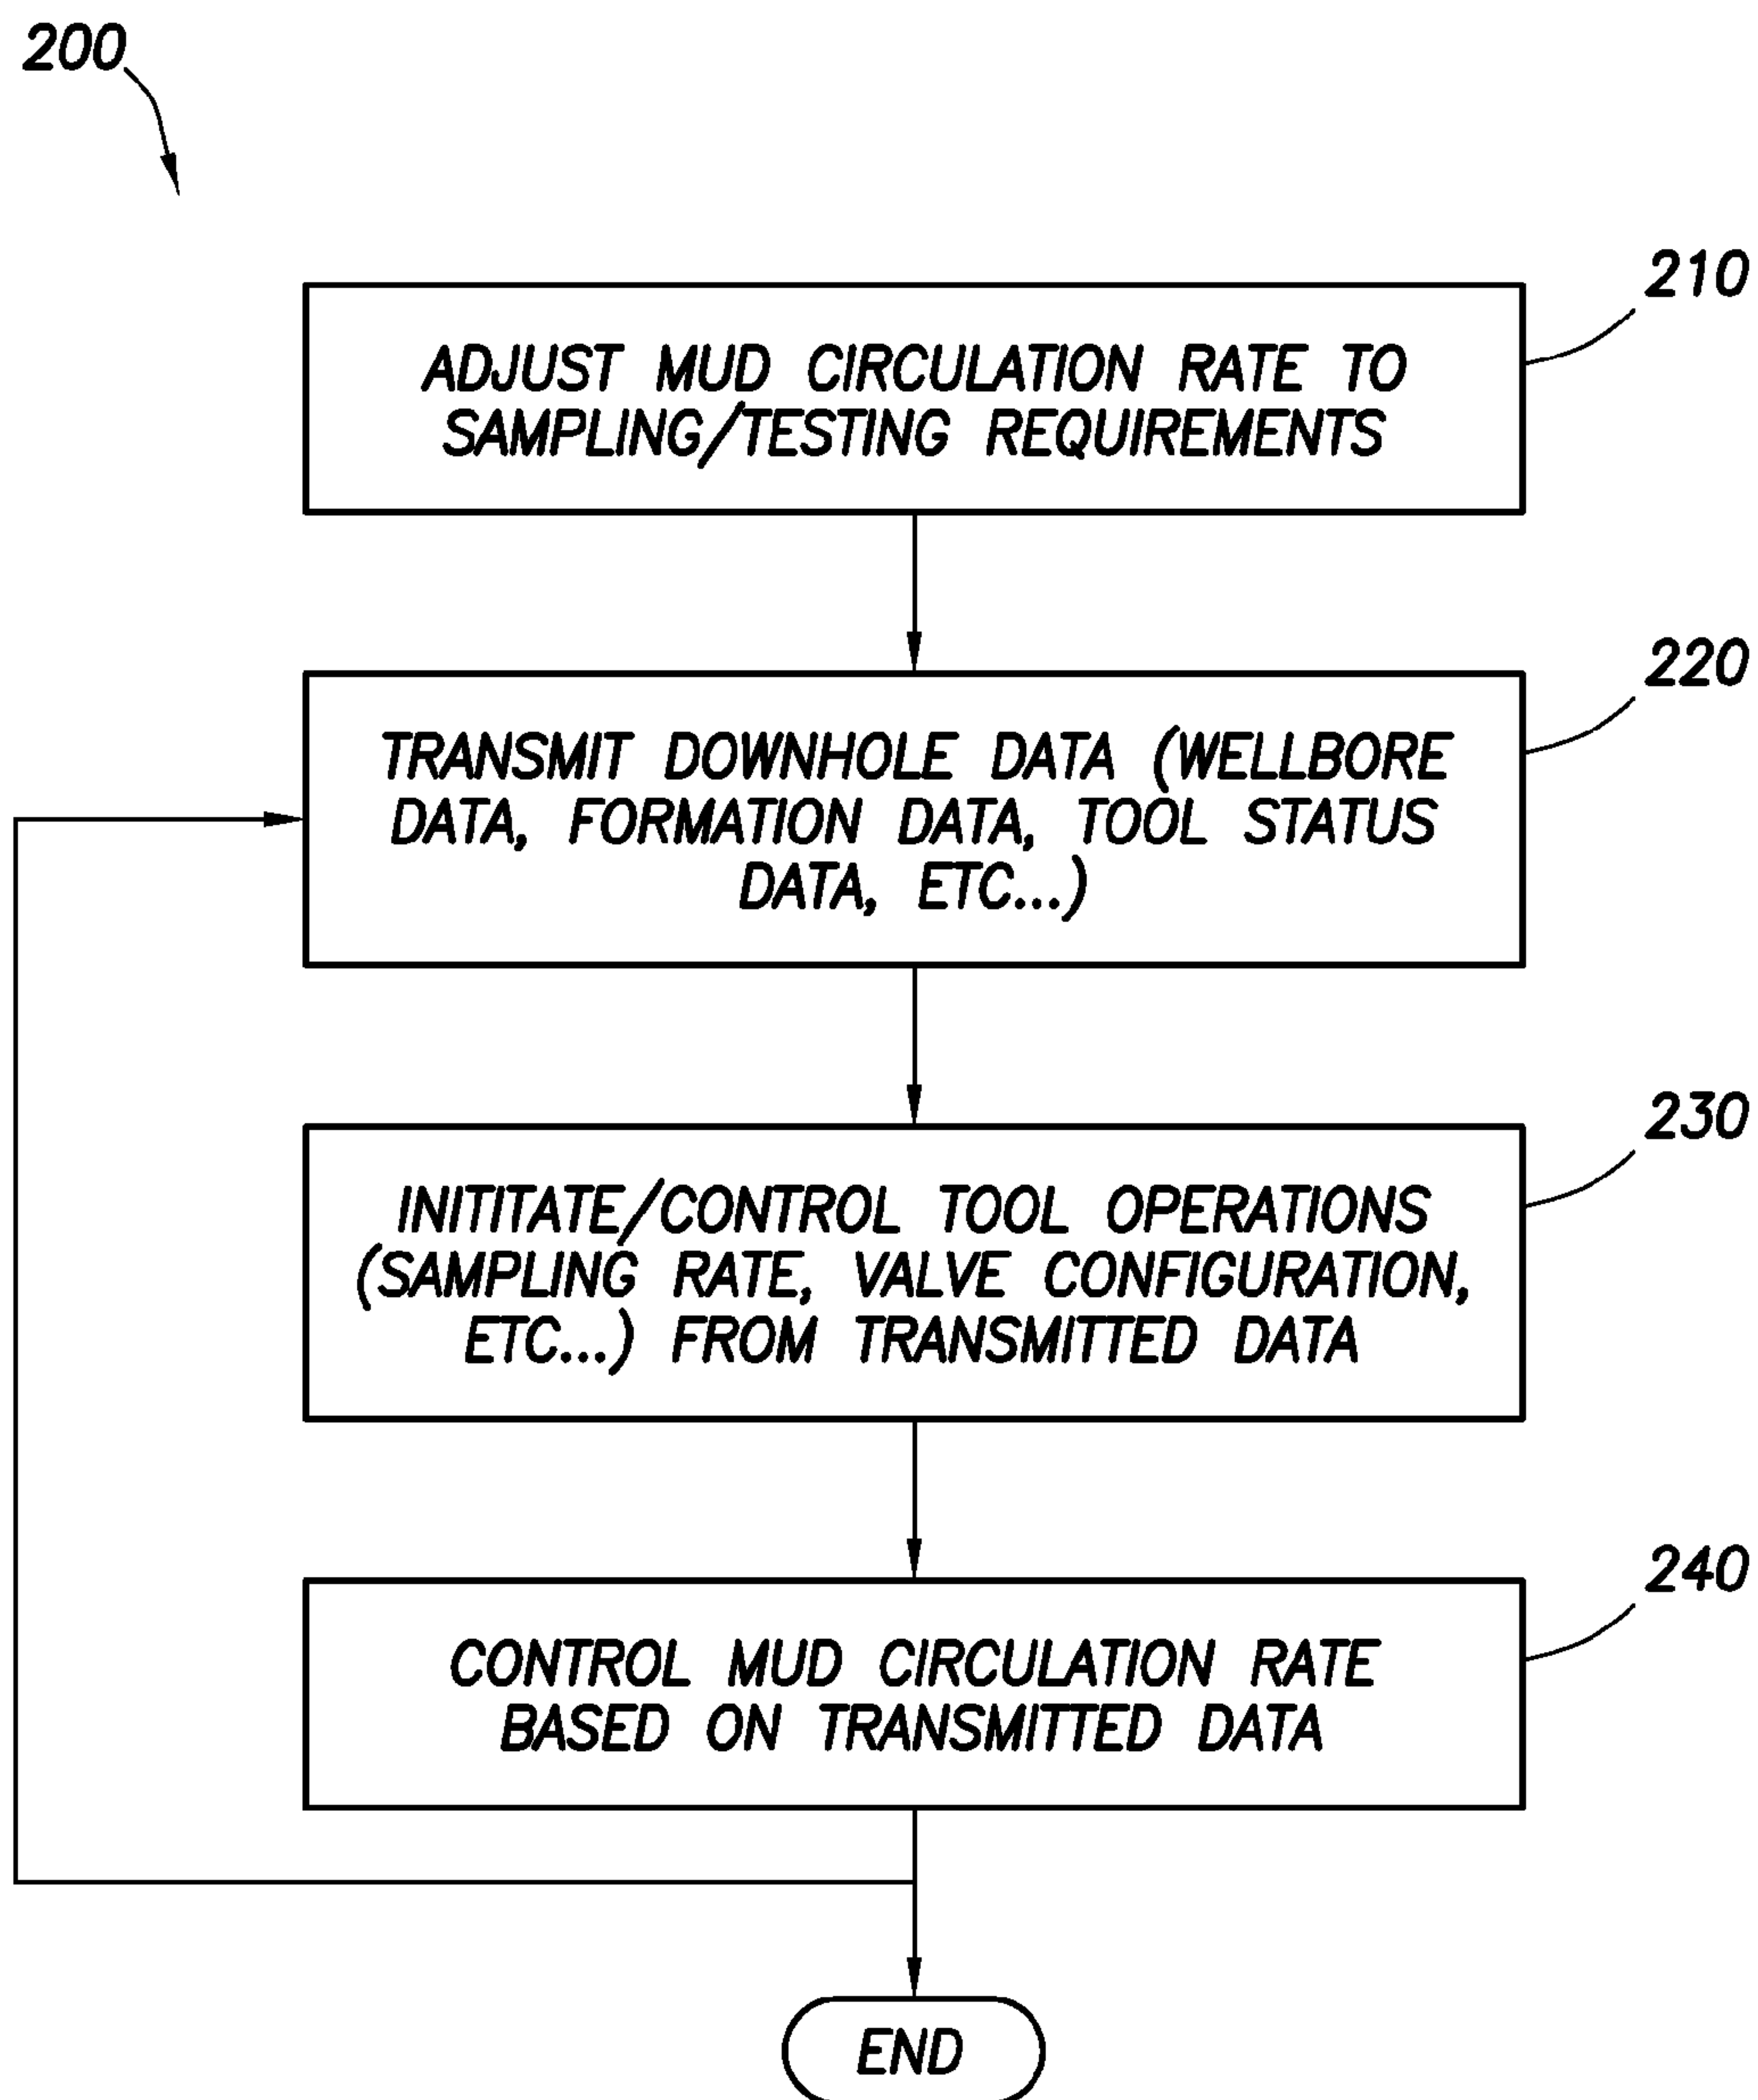 200
210
ADJUST MUD CIRCULATION RATE TO
SAMPLING/TESTING REQUIREMENTS
220
TRANSMIT DOWNHOLE DATA (WELLBORE
DATA, FORMATION DATA, TOOL STATUS
DATA, ETC...)
230
INITITATE/CONTROL TOOL OPERATIONS
(SAMPLING RATE, VALVE CONFIGURATION,
ETC...) FROM TRANSMITTED DATA
240
CONTROL MUD CIRCULATION RATE
BASED ON TRANSMITTED DATA
END